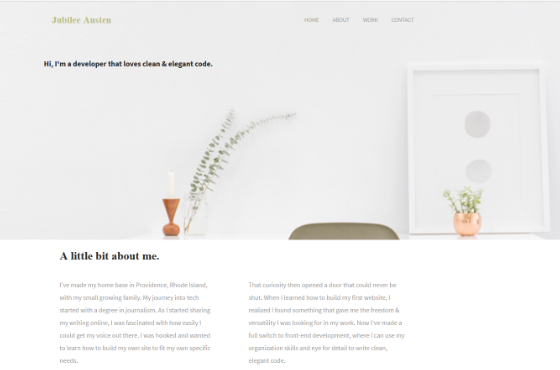 Jubilee Austen
HOME ABOUT WORK CONTACT
Hi, I'm a developer that loves clean & elegant code.
A little bit about me.
I've made my home base in Providence, Rhode Island,
with my small growing family. My journey into tech
started with a degree in journalism. As I started sharing
my writing online, I was fascinated with how easily I
could get my voice out there. I was hooked and wanted
to learn how to build my own site to fit my own specific
needs.
That curiosity then opened a door that could never be
shut. When I learned how to build my first website, I
realized I found something that gave me the freedom &
versatility I was looking for in my work. Now I've made a
full switch to front-end development, where I can use my
organization skills and eye for detail to write clean,
elegant code.